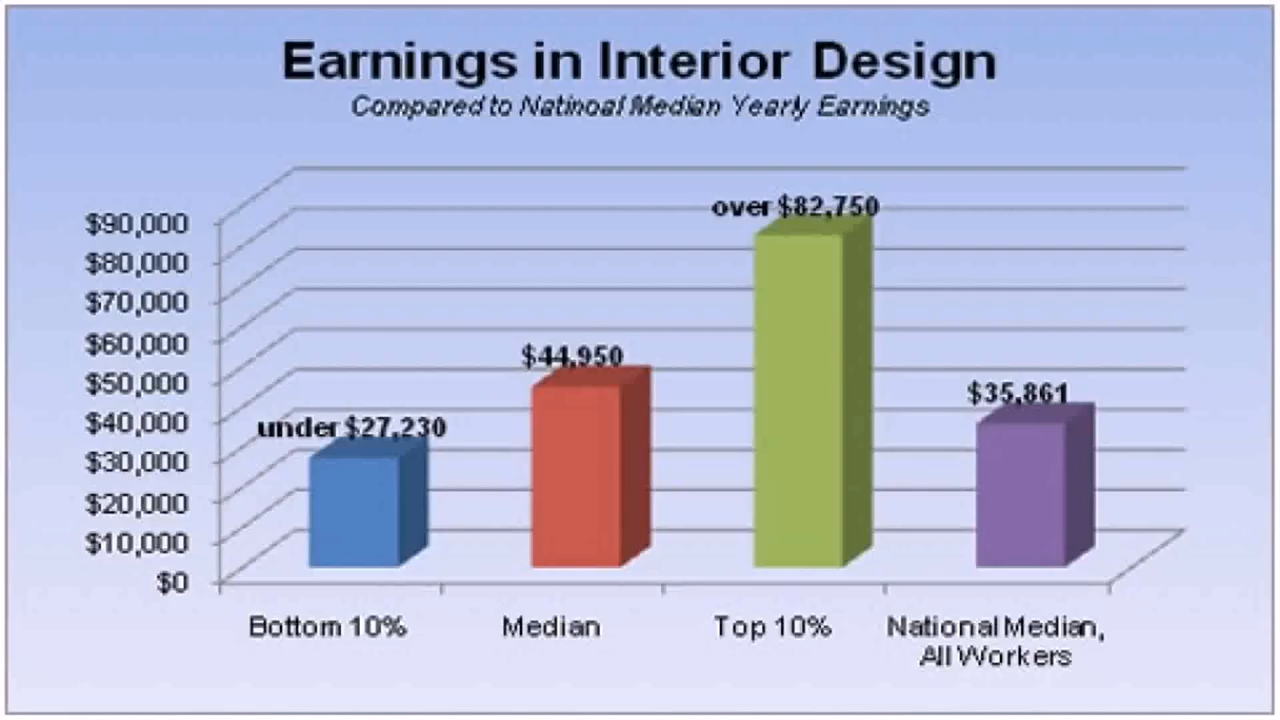 Earnings in Interior Design
Compared to Natinoal Median Yearly Earnings
$90,000
$80,000
$70,000
$60,000
$50,000
$40,000
$30,000
$20,000
$10,000
$0
under $27,230
$44,950
over $82,750
$35,861
Bottom 10%
Median
Top 10%
National Median,
All Workers